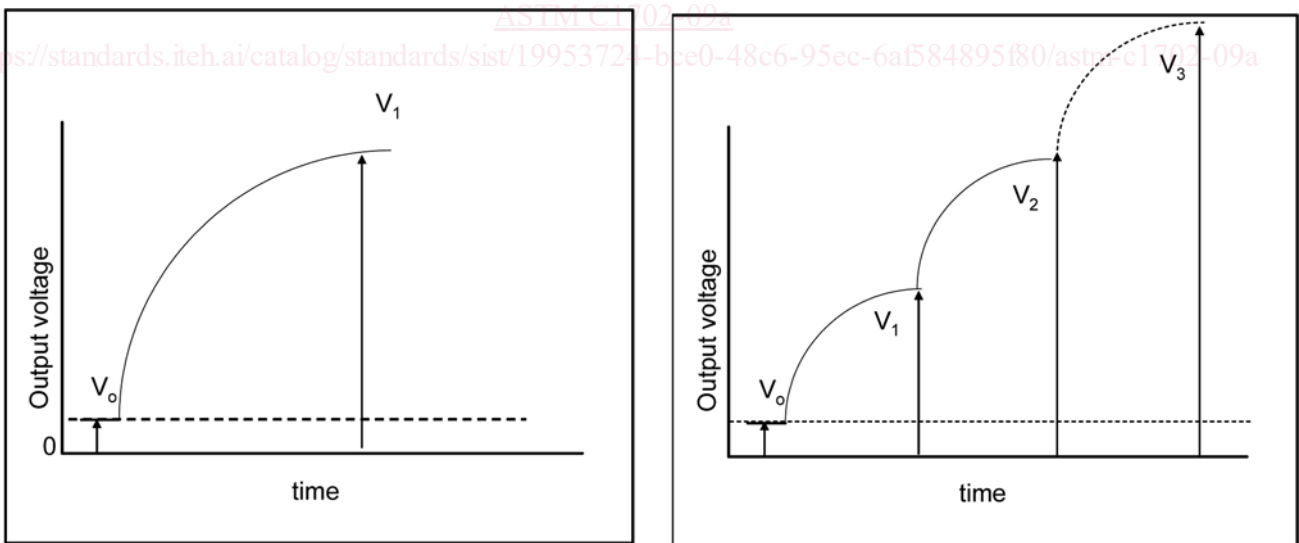 ASTM C1702-09a
ps://standards.iteh.ai/catalog/standards/sist/19953724-bce0-48c6-95ec-6af584895f80/astm-c1702-09a
V1
Output voltage
Vo
0
time
V3
V2
V1
Output voltage
Vo
time